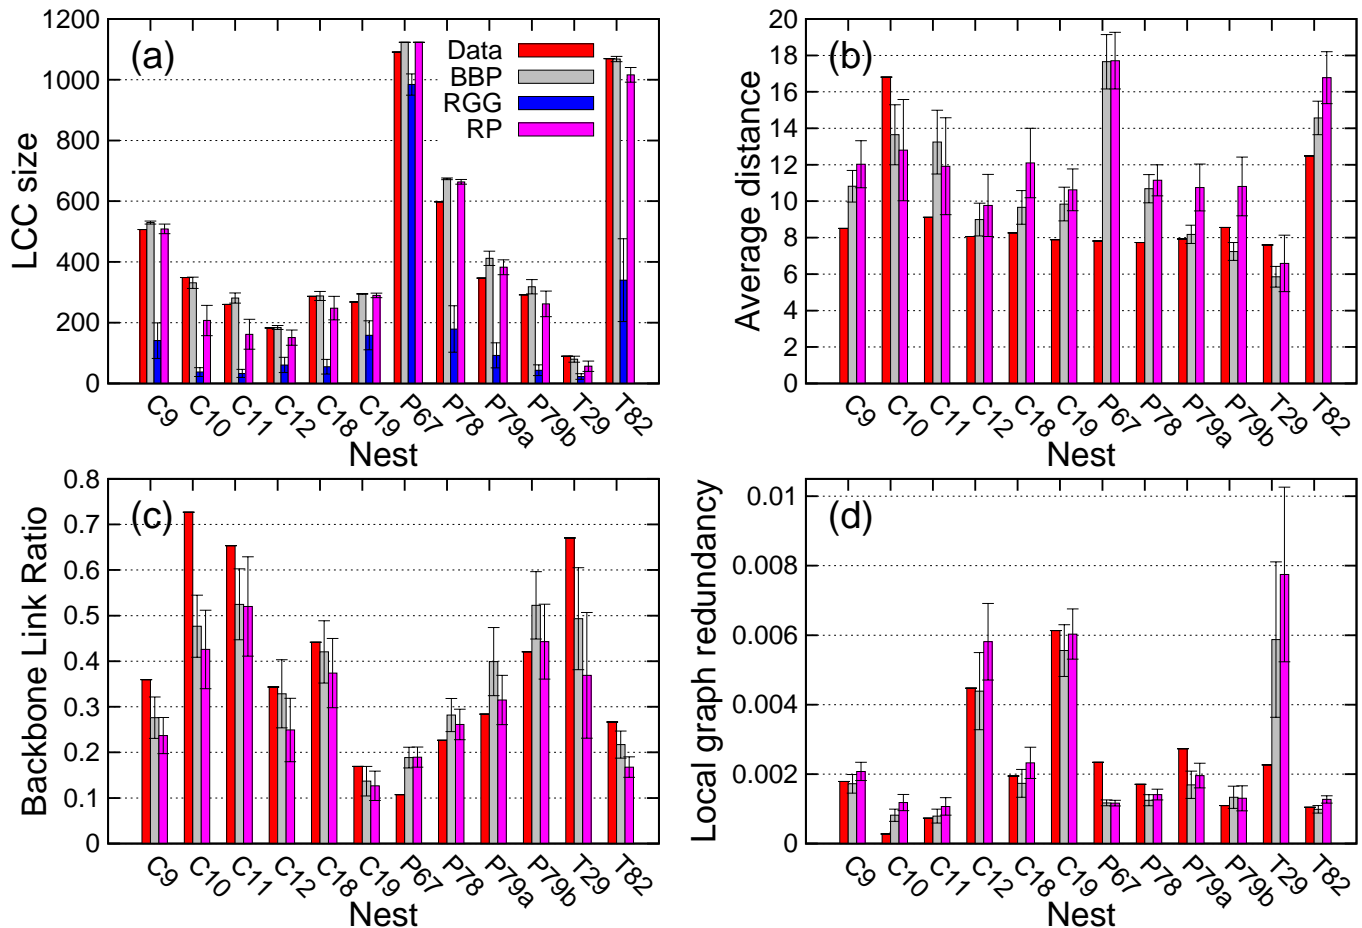 (a)
LCC size
1200
1000
800
600
400
200
0
Data
BBP
RGG
RP
C9 C10 C11 C12 C18 C19 P67 P78 P79a P79b T29 T82
Nest
(b)
Average distance
20
18
16
14
12
10
8
6
4
2
0
C9 C10 C11 C12 C18 C19 P67 P78 P79a P79b T29 T82
Nest
(c)
Backbone Link Ratio
0.8
0.7
0.6
0.5
0.4
0.3
0.2
0.1
0
C9 C10 C11 C12 C18 C19 P67 P78 P79a P79b T29 T82
Nest
(d)
Local graph redundancy
0.01
0.008
0.006
0.004
0.002
0
C9 C10 C11 C12 C18 C19 P67 P78 P79a P79b T29 T82
Nest